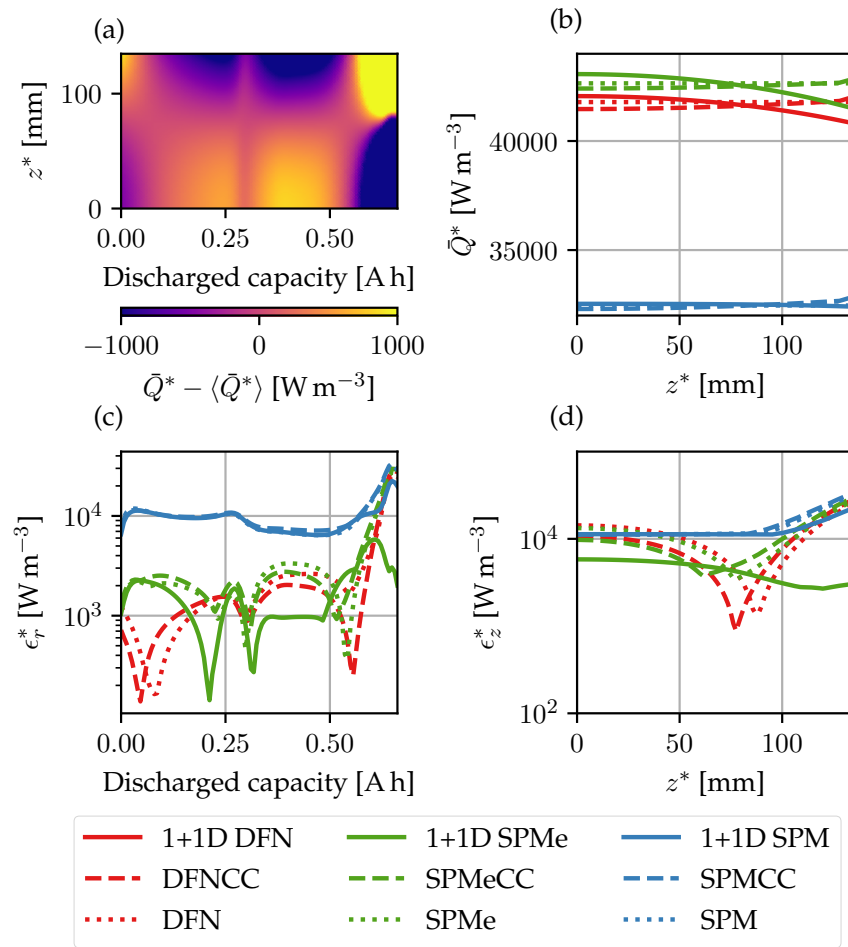 (a)
100
0
z* [mm]
0.00 0.25 0.50
Discharged capacity [A h]
−1000 0 1000
Q̄* − ⟨Q̄*⟩ [W m⁻³]
(b)
40000
35000
Q̄* [W m⁻³]
0 50 100
z* [mm]
(c)
10⁴
10³
ϵ*ᵣ [W m⁻³]
0.00 0.25 0.50
Discharged capacity [A h]
(d)
10⁴
10²
ϵ*_z [W m⁻³]
0 50 100
z* [mm]
1+1D DFN 1+1D SPMe 1+1D SPM
DFNCC SPMeCC SPMCC
DFN SPMe SPM